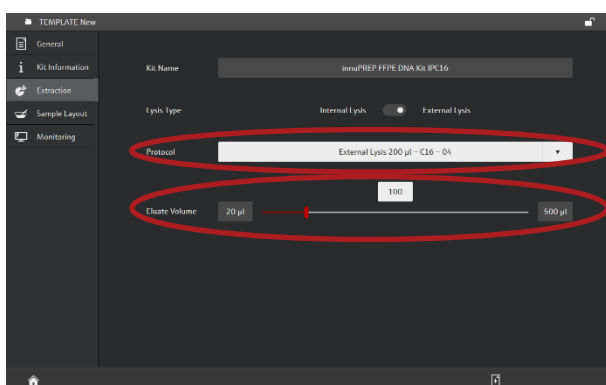 TEMPLATE New
General
Kit Information
Extraction
Sample Layout
Monitoring
Kit Name
innuPREP FFPE DNA Kit IPC16
Lysis Type
Internal Lysis
External Lysis
Protocol
External Lysis 200 µl - C16 - 04
100
Eluate Volume
20 µl
500 µl